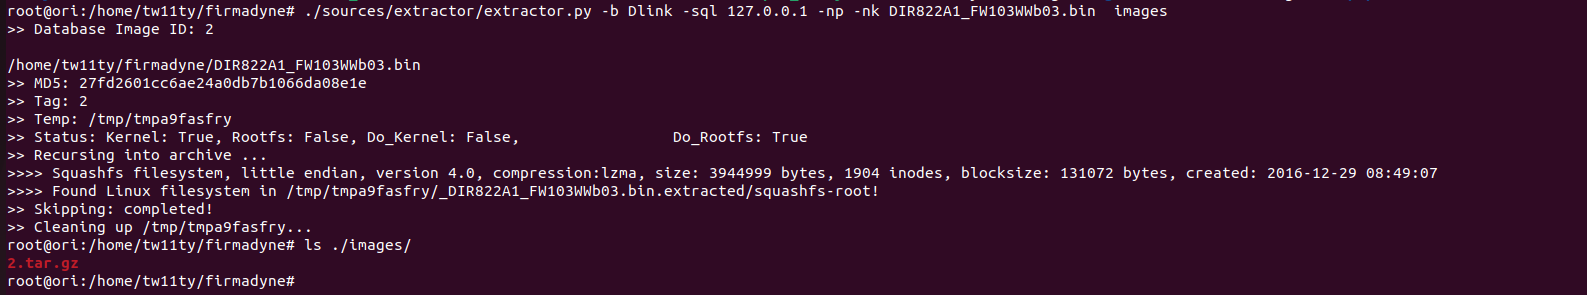 root@ori:/home/tw11ty/firmadyne# ./sources/extractor/extractor.py -b Dlink -sql 127.0.0.1 -np -nk DIR822A1_FW103WWb03.bin  images
>> Database Image ID: 2

/home/tw11ty/firmadyne/DIR822A1_FW103WWb03.bin
>> MD5: 27fd2601cc6ae24a0db7b1066da08e1e
>> Tag: 2
>> Temp: /tmp/tmpa9fasfry
>> Status: Kernel: True, Rootfs: False, Do_Kernel: False,                 Do_Rootfs: True
>> Recursing into archive ...
>>>> Squashfs filesystem, little endian, version 4.0, compression:lzma, size: 3944999 bytes, 1904 inodes, blocksize: 131072 bytes, created: 2016-12-29 08:49:07
>>>> Found Linux filesystem in /tmp/tmpa9fasfry/_DIR822A1_FW103WWb03.bin.extracted/squashfs-root!
>> Skipping: completed!
>> Cleaning up /tmp/tmpa9fasfry...
root@ori:/home/tw11ty/firmadyne# ls ./images/
2.tar.gz
root@ori:/home/tw11ty/firmadyne#